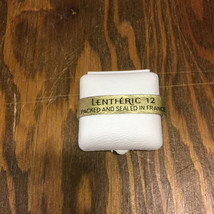 LENTHÉRIC 12
PACKED AND SEALED IN FRANCE